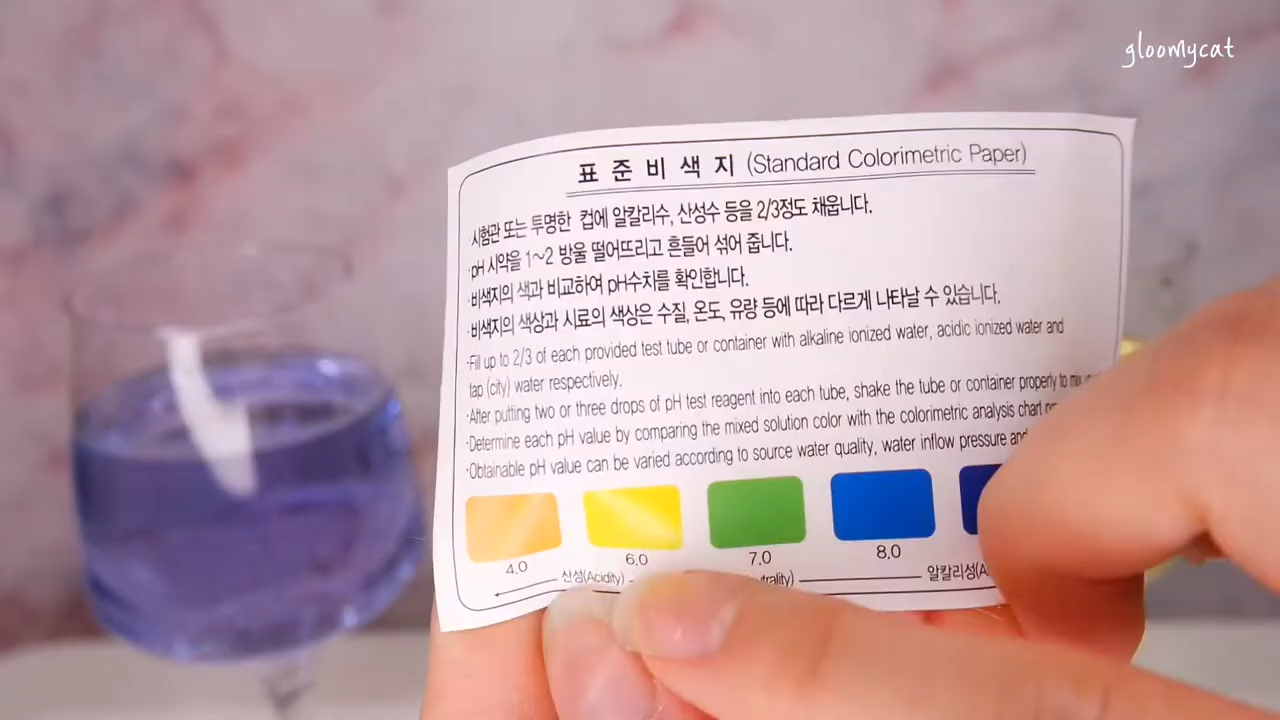 gloomycat
표 준 비 색 지 (Standard Colorimetric Paper)
·시험관 또는 투명한 컵에 알칼리수, 산성수 등을 2/3정도 채웁니다.
·pH 시약을 1~2 방울 떨어뜨리고 흔들어 섞어 줍니다.
·비색지의 색과 비교하여 pH수치를 확인합니다.
·비색지의 색상과 시료의 색상은 수질, 온도, 유량 등에 따라 다르게 나타날 수 있습니다.
·Fill up to 2/3 of each provided test tube or container with alkaline ionized water, acidic ionized water and
tap (city) water respectively.
·After putting two or three drops of pH test reagent into each tube, shake the tube or container properly to
·Determine each pH value by comparing the mixed solution color with the colorimetric analysis chart
·Obtainable pH value can be varied according to source water quality, water inflow pressure and
4.0 6.0 7.0 8.0
산성(Acidity) 알칼리성